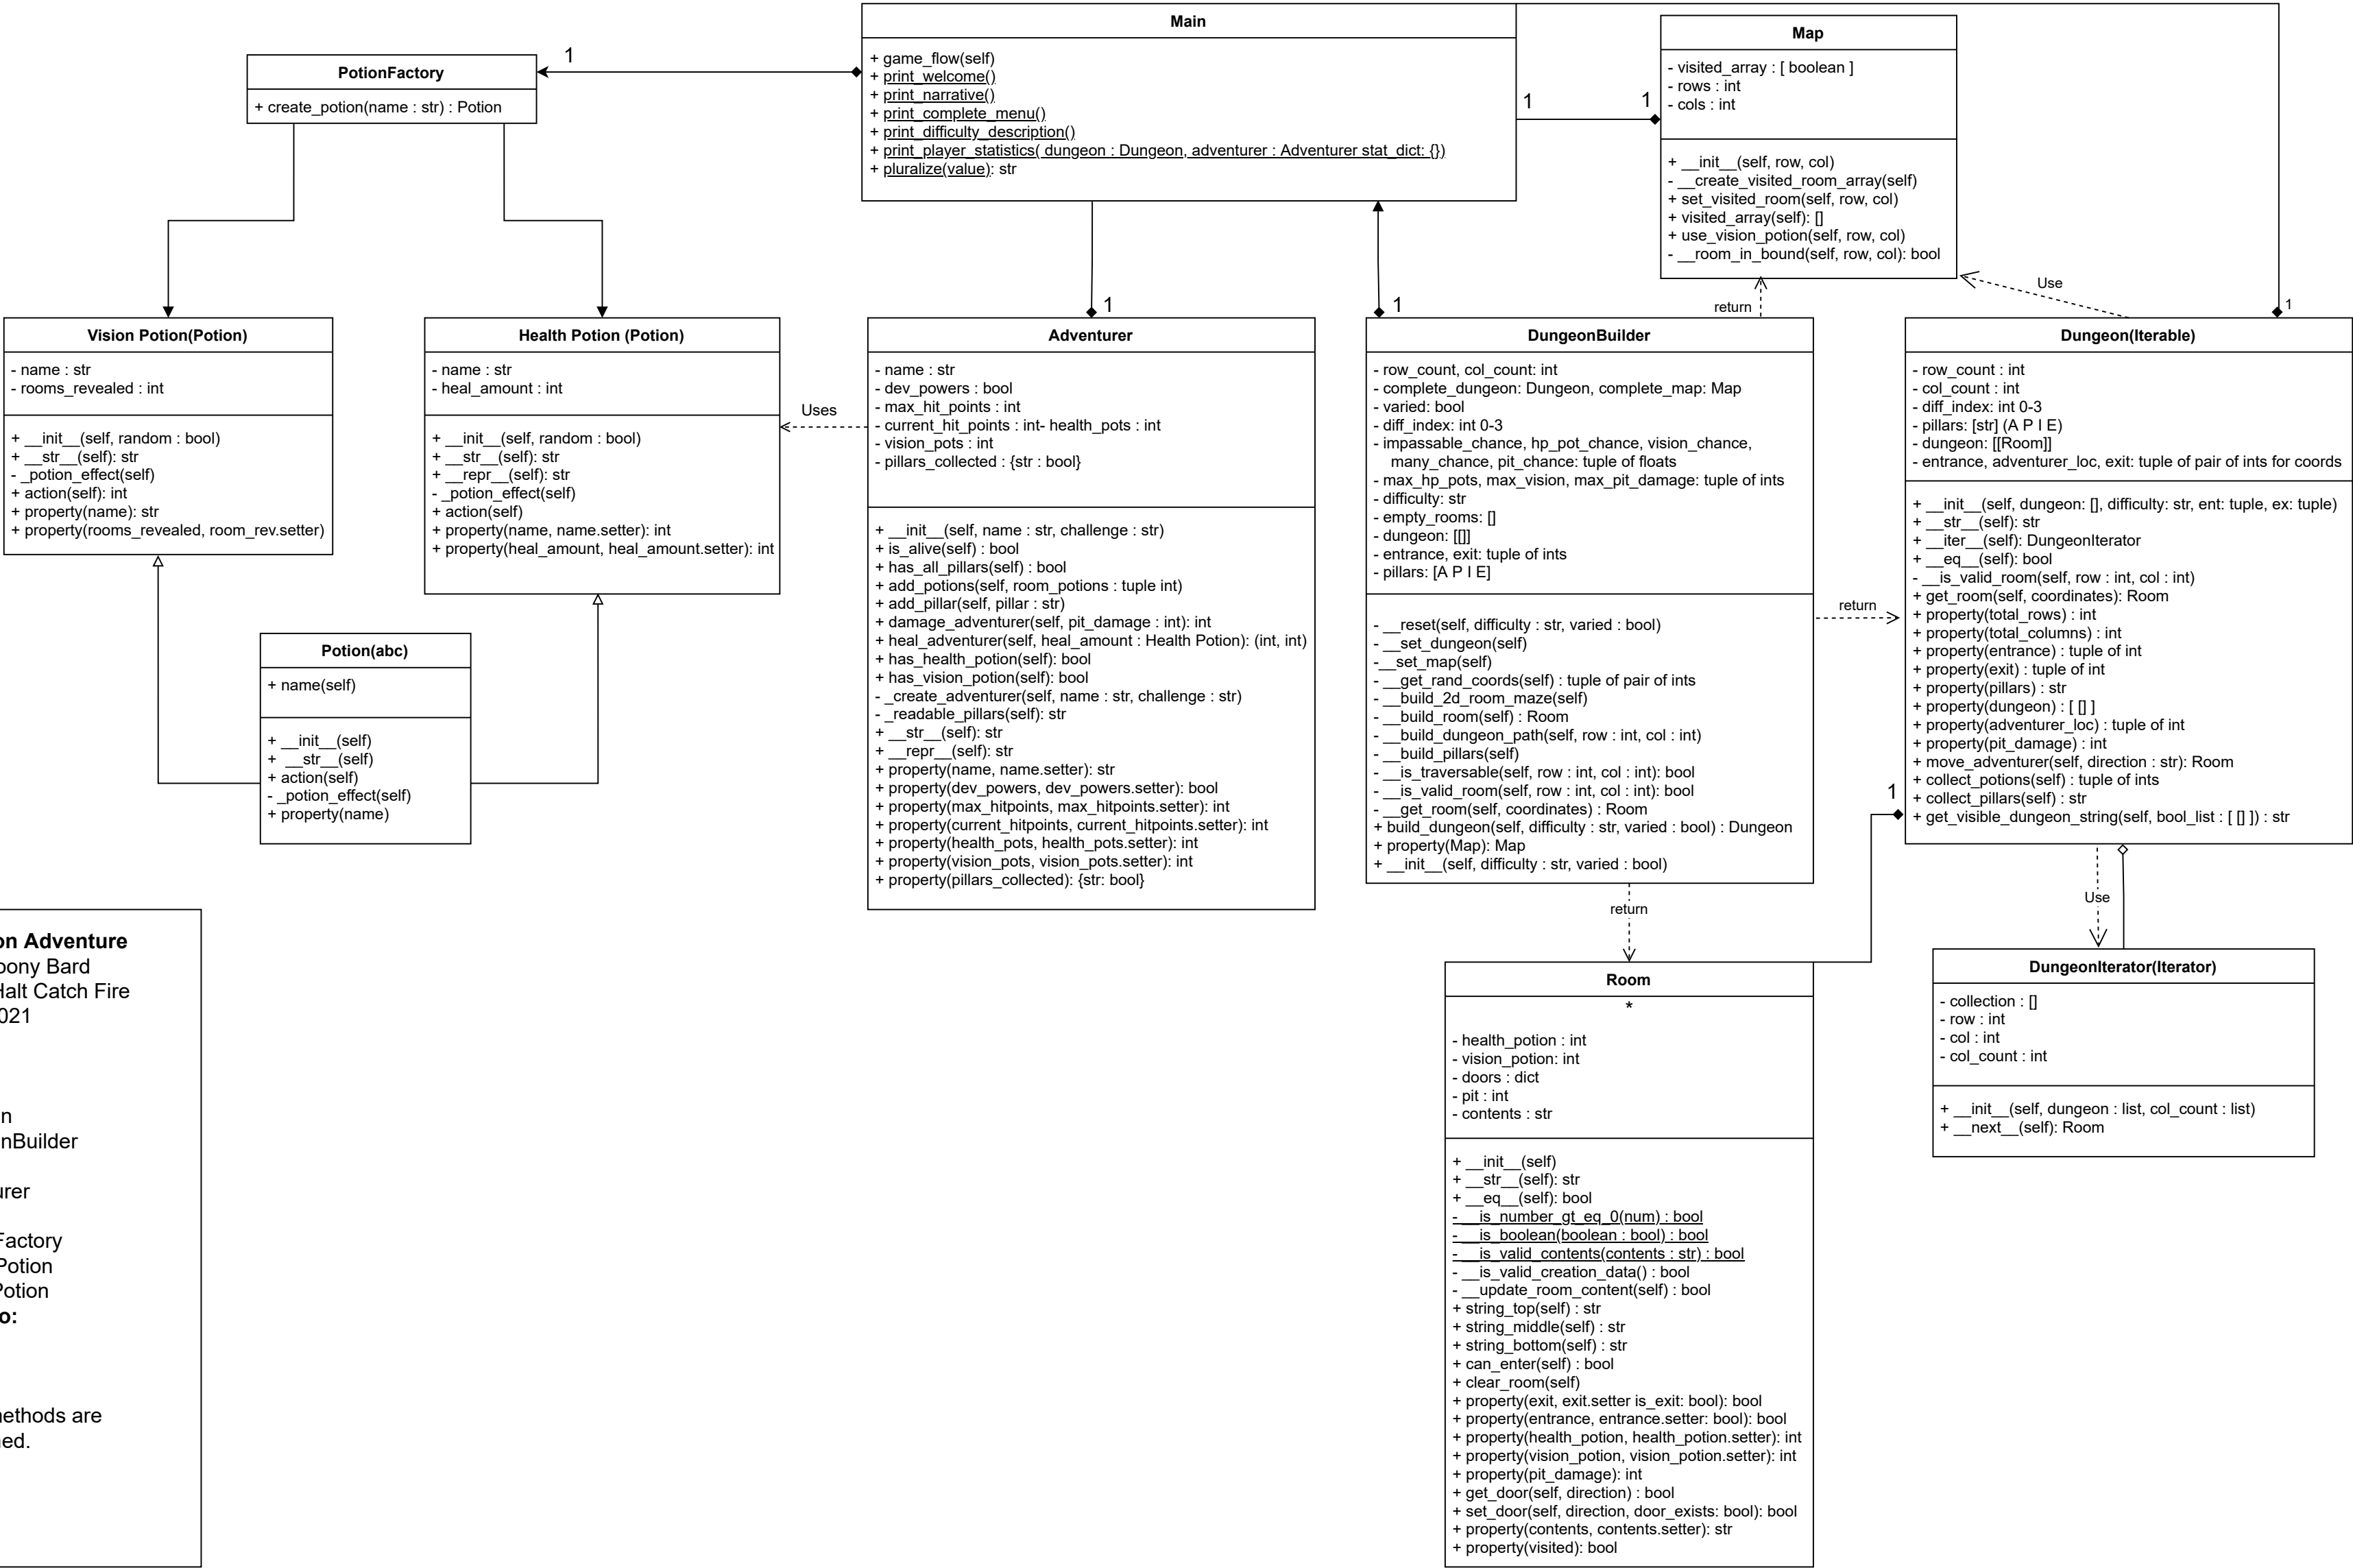 Main
+ game_flow(self)
+ print_welcome()
+ print_narrative()
+ print_complete_menu()
+ print_difficulty_description()
+ print_player_statistics( dungeon : Dungeon, adventurer : Adventurer stat_dict: {})
+ pluralize(value): str
1
PotionFactory
+ create_potion(name : str) : Potion
1
1
Map
- visited_array : [ boolean ]
- rows : int
- cols : int
+ __init__(self, row, col)
- __create_visited_room_array(self)
+ set_visited_room(self, row, col)
+ visited_array(self): []
+ use_vision_potion(self, row, col)
- __room_in_bound(self, row, col): bool
return
Use
1
1
1
Vision Potion(Potion)
- name : str
- rooms_revealed : int
+ __init__(self, random : bool)
+ __str__(self): str
- _potion_effect(self)
+ action(self): int
+ property(name): str
+ property(rooms_revealed, room_rev.setter)
Health Potion (Potion)
- name : str
- heal_amount : int
+ __init__(self, random : bool)
+ __str__(self): str
+ __repr__(self): str
- _potion_effect(self)
+ action(self)
+ property(name, name.setter): int
+ property(heal_amount, heal_amount.setter): int
Uses
Potion(abc)
+ name(self)
+ __init__(self)
+  __str__(self)
+ action(self)
- _potion_effect(self)
+ property(name)
Adventurer
- name : str
- dev_powers : bool
- max_hit_points : int
- current_hit_points : int- health_pots : int
- vision_pots : int
- pillars_collected : {str : bool}
+ __init__(self, name : str, challenge : str)
+ is_alive(self) : bool
+ has_all_pillars(self) : bool
+ add_potions(self, room_potions : tuple int)
+ add_pillar(self, pillar : str)
+ damage_adventurer(self, pit_damage : int): int
+ heal_adventurer(self, heal_amount : Health Potion): (int, int)
+ has_health_potion(self): bool
+ has_vision_potion(self): bool
- _create_adventurer(self, name : str, challenge : str)
- _readable_pillars(self): str
+ __str__(self): str
+ __repr__(self): str
+ property(name, name.setter): str
+ property(dev_powers, dev_powers.setter): bool
+ property(max_hitpoints, max_hitpoints.setter): int
+ property(current_hitpoints, current_hitpoints.setter): int
+ property(health_pots, health_pots.setter): int
+ property(vision_pots, vision_pots.setter): int
+ property(pillars_collected): {str: bool}
DungeonBuilder
- row_count, col_count: int
- complete_dungeon: Dungeon, complete_map: Map
- varied: bool
- diff_index: int 0-3
- impassable_chance, hp_pot_chance, vision_chance,
many_chance, pit_chance: tuple of floats
- max_hp_pots, max_vision, max_pit_damage: tuple of ints
- difficulty: str
- empty_rooms: []
- dungeon: [[]]
- entrance, exit: tuple of ints
- pillars: [A P I E]
- __reset(self, difficulty : str, varied : bool)
- __set_dungeon(self)
-__set_map(self)
- __get_rand_coords(self) : tuple of pair of ints
- __build_2d_room_maze(self)
- __build_room(self) : Room
- __build_dungeon_path(self, row : int, col : int)
- __build_pillars(self)
- __is_traversable(self, row : int, col : int): bool
- __is_valid_room(self, row : int, col : int): bool
- __get_room(self, coordinates) : Room
+ build_dungeon(self, difficulty : str, varied : bool) : Dungeon
+ property(Map): Map
+ __init__(self, difficulty : str, varied : bool)
return
return
Dungeon(Iterable)
- row_count : int
- col_count : int
- diff_index: int 0-3
- pillars: [str] (A P I E)
- dungeon: [[Room]]
- entrance, adventurer_loc, exit: tuple of pair of ints for coords
+ __init__(self, dungeon: [], difficulty: str, ent: tuple, ex: tuple)
+ __str__(self): str
+ __iter__(self): DungeonIterator
+ __eq__(self): bool
- __is_valid_room(self, row : int, col : int)
+ get_room(self, coordinates): Room
+ property(total_rows) : int
+ property(total_columns) : int
+ property(entrance) : tuple of int
+ property(exit) : tuple of int
+ property(pillars) : str
+ property(dungeon) : [ [] ]
+ property(adventurer_loc) : tuple of int
+ property(pit_damage) : int
+ move_adventurer(self, direction : str): Room
+ collect_potions(self) : tuple of ints
+ collect_pillars(self) : str
+ get_visible_dungeon_string(self, bool_list : [ [] ]) : str
1
Use
DungeonIterator(Iterator)
- collection : []
- row : int
- col : int
- col_count : int
+ __init__(self, dungeon : list, col_count : list)
+ __next__(self): Room
Room
*
- health_potion : int
- vision_potion: int
- doors : dict
- pit : int
- contents : str
+ __init__(self)
+ __str__(self): str
+ __eq__(self): bool
- __is_number_gt_eq_0(num) : bool
- __is_boolean(boolean : bool) : bool
- __is_valid_contents(contents : str) : bool
- __is_valid_creation_data() : bool
- __update_room_content(self) : bool
+ string_top(self) : str
+ string_middle(self) : str
+ string_bottom(self) : str
+ can_enter(self) : bool
+ clear_room(self)
+ property(exit, exit.setter is_exit: bool): bool
+ property(entrance, entrance.setter: bool): bool
+ property(health_potion, health_potion.setter): int
+ property(vision_potion, vision_potion.setter): int
+ property(pit_damage): int
+ get_door(self, direction) : bool
+ set_door(self, direction, door_exists: bool): bool
+ property(contents, contents.setter): str
+ property(visited): bool
on Adventure
oony Bard
Halt Catch Fire
021
n
nBuilder
urer
Factory
Potion
Potion
o:
nethods are
ned.